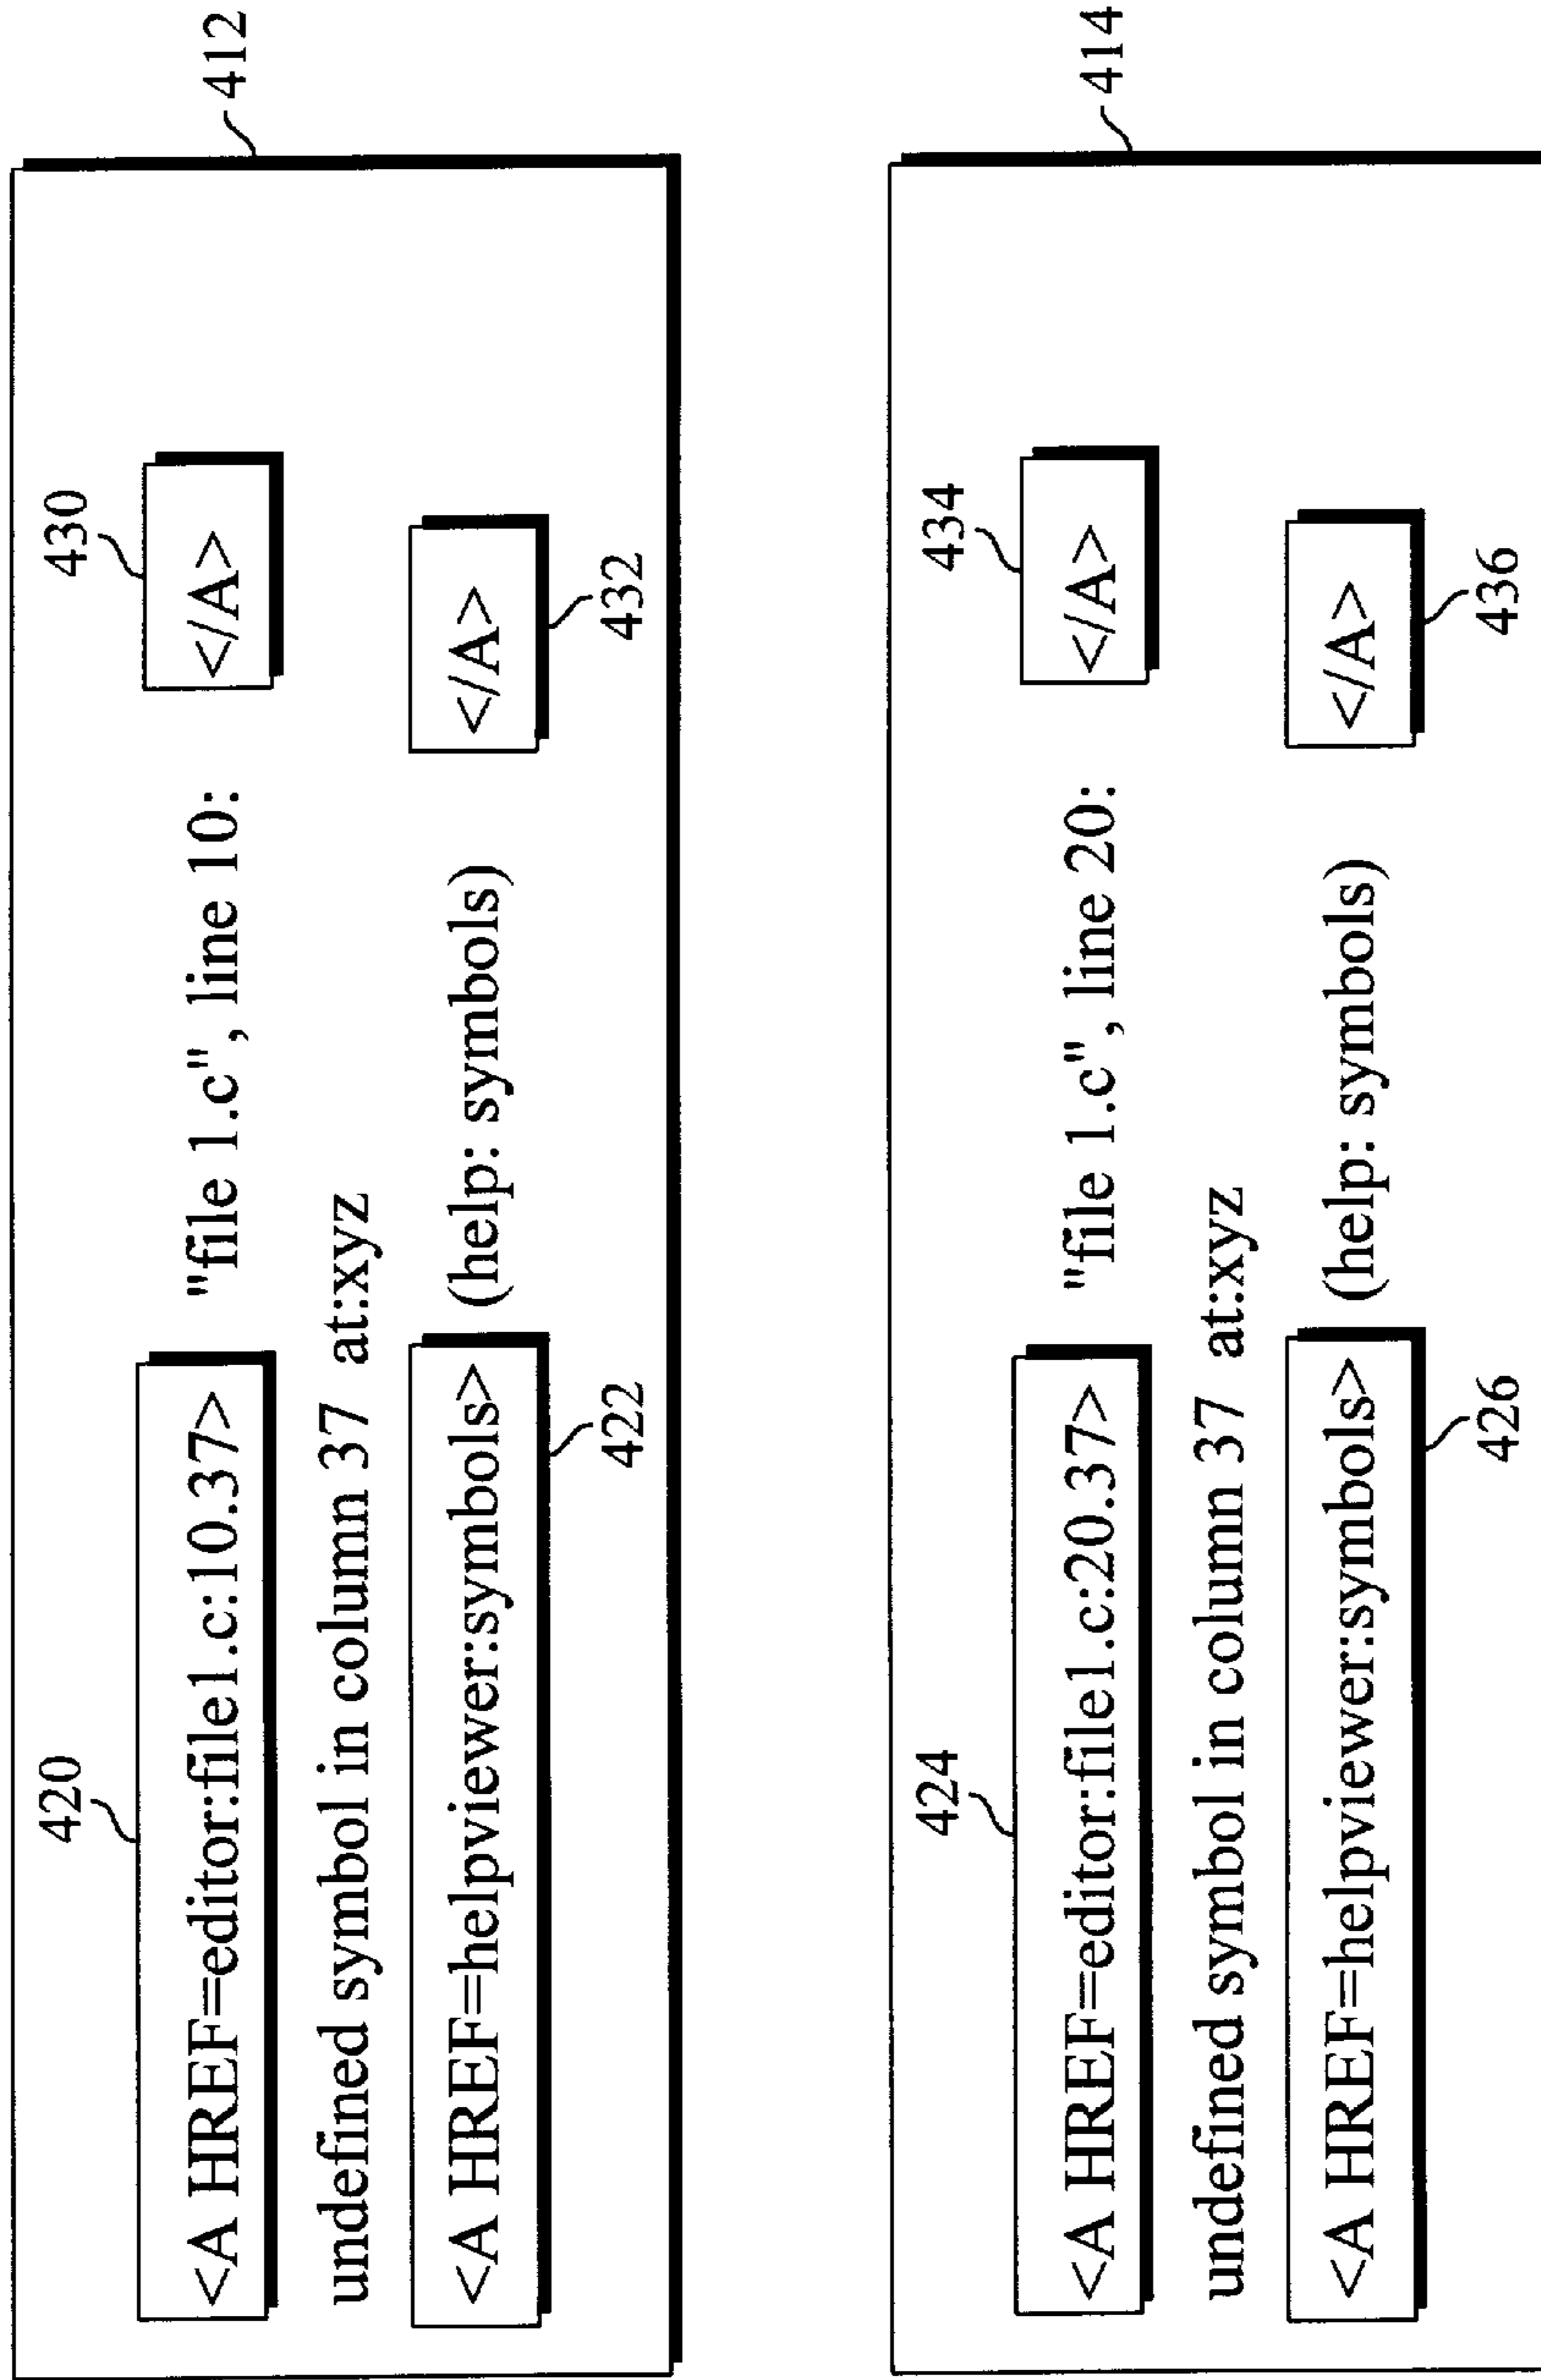 420
430
<A HREF=editor:file1.c:10.37> "file 1.c", line 10: </A>
412
undefined symbol in column 37 at:xyz
<A HREF=helpviewer:symbols> (help: symbols) </A>
422
432
424
434
<A HREF=editor:file1.c:20.37> "file 1.c", line 20: </A>
414
undefined symbol in column 37 at:xyz
<A HREF=helpviewer:symbols> (help: symbols) </A>
426
436